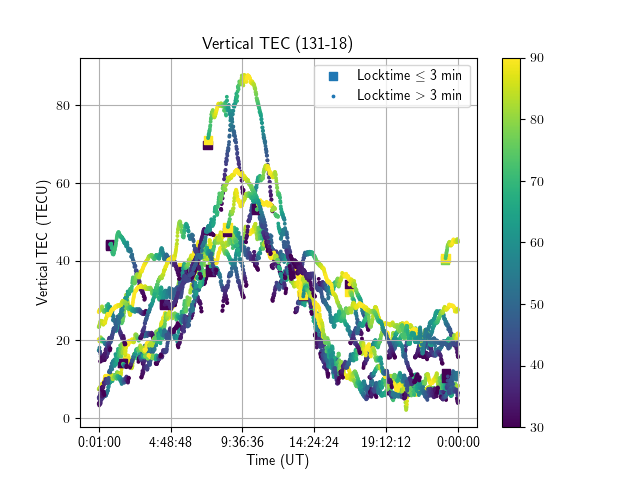 Vertical TEC (131-18)
Locktime ≤ 3 min
Locktime > 3 min
Vertical TEC (TECU)
80
60
40
20
0
0:01:00 4:48:48 9:36:36 14:24:24 19:12:12 0:00:00
Time (UT)
90
80
70
60
50
40
30